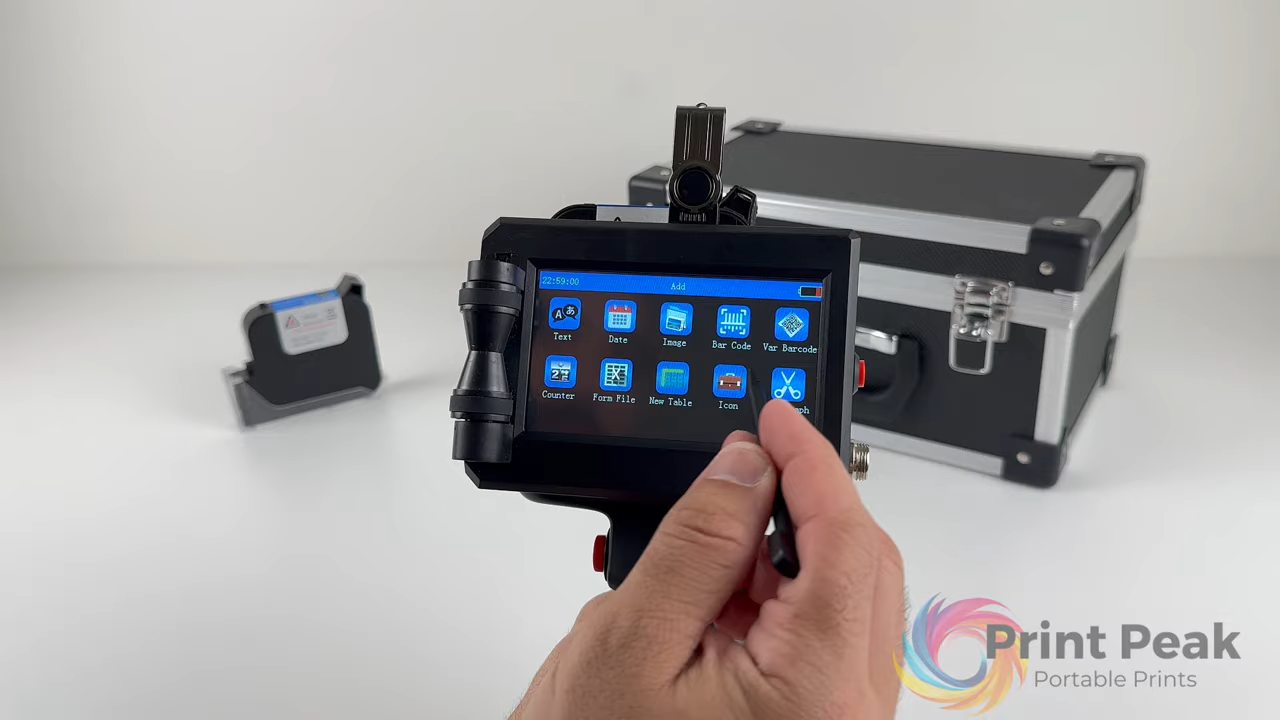 22:59:00
Add
Text
Date
Image
Bar Code
Var Barcode
Counter
Form File
New Table
Icon
Print Peak
Portable Prints